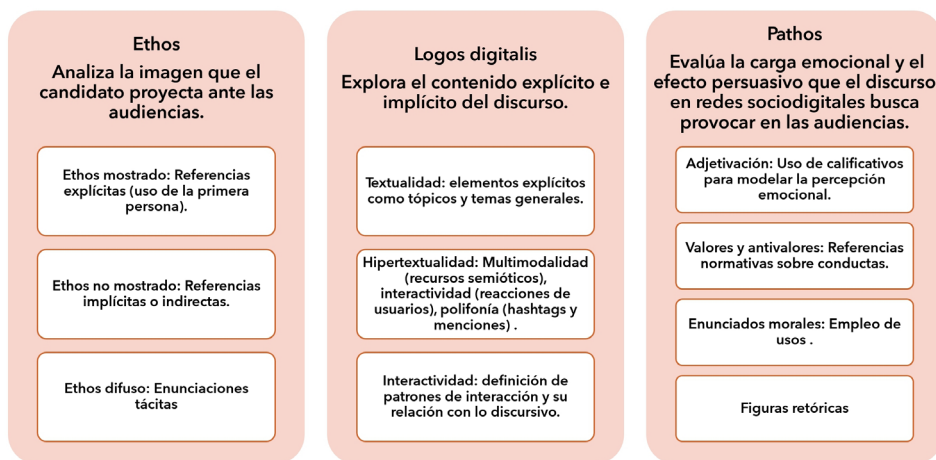 Ethos
Analiza la imagen que el
candidato proyecta ante las
audiencias.
Ethos mostrado: Referencias
explícitas (uso de la primera
persona).
Ethos no mostrado: Referencias
implícitas o indirectas.
Ethos difuso: Enunciaciones
tácitas
Logos digitalis
Explora el contenido explícito e
implícito del discurso.
Textualidad: elementos explícitos
como tópicos y temas generales.
Hipertextualidad: Multimodalidad
(recursos semióticos),
interactividad (reacciones de
usuarios), polifonía (hashtags y
menciones) .
Interactividad: definición de
patrones de interacción y su
relación con lo discursivo.
Pathos
Evalúa la carga emocional y el
efecto persuasivo que el discurso
en redes sociodigitales busca
provocar en las audiencias.
Adjetivación: Uso de calificativos
para modelar la percepción
emocional.
Valores y antivalores: Referencias
normativas sobre conductas.
Enunciados morales: Empleo de
usos .
Figuras retóricas